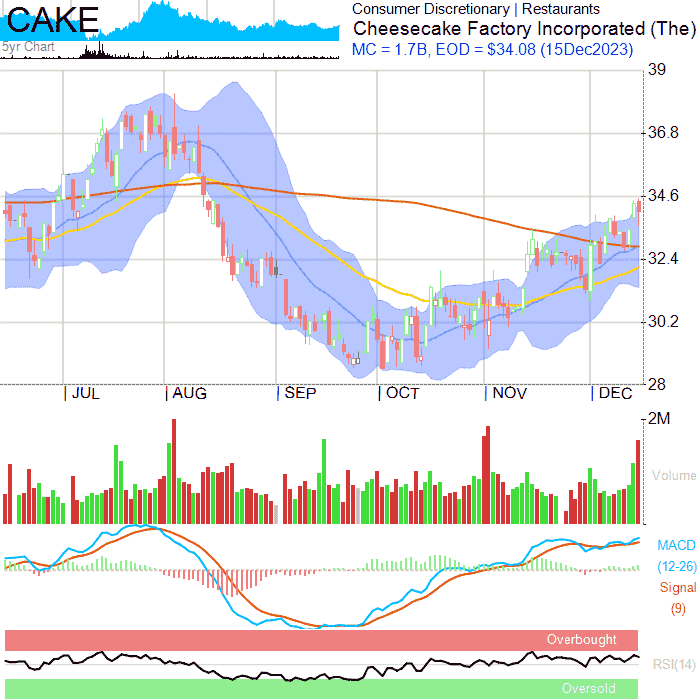 CAKE
5yr Chart
Consumer Discretionary | Restaurants
Cheesecake Factory Incorporated (The)
MC = 1.7B, EOD = $34.08 (15Dec2023)
39
36.8
34.6
32.4
30.2
28
| JUL | AUG | SEP | OCT | NOV | DEC
2M
Volume
MACD
(12-26)
Signal
(9)
Overbought
RSI(14)
Oversold